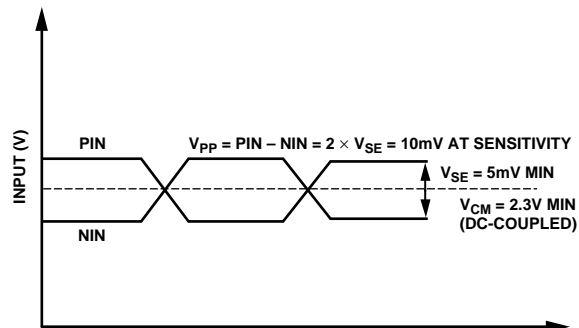 INPUT (V)
PIN
V_PP = PIN – NIN = 2 × V_SE = 10mV AT SENSITIVITY
V_SE = 5mV MIN
V_CM = 2.3V MIN
(DC-COUPLED)
NIN